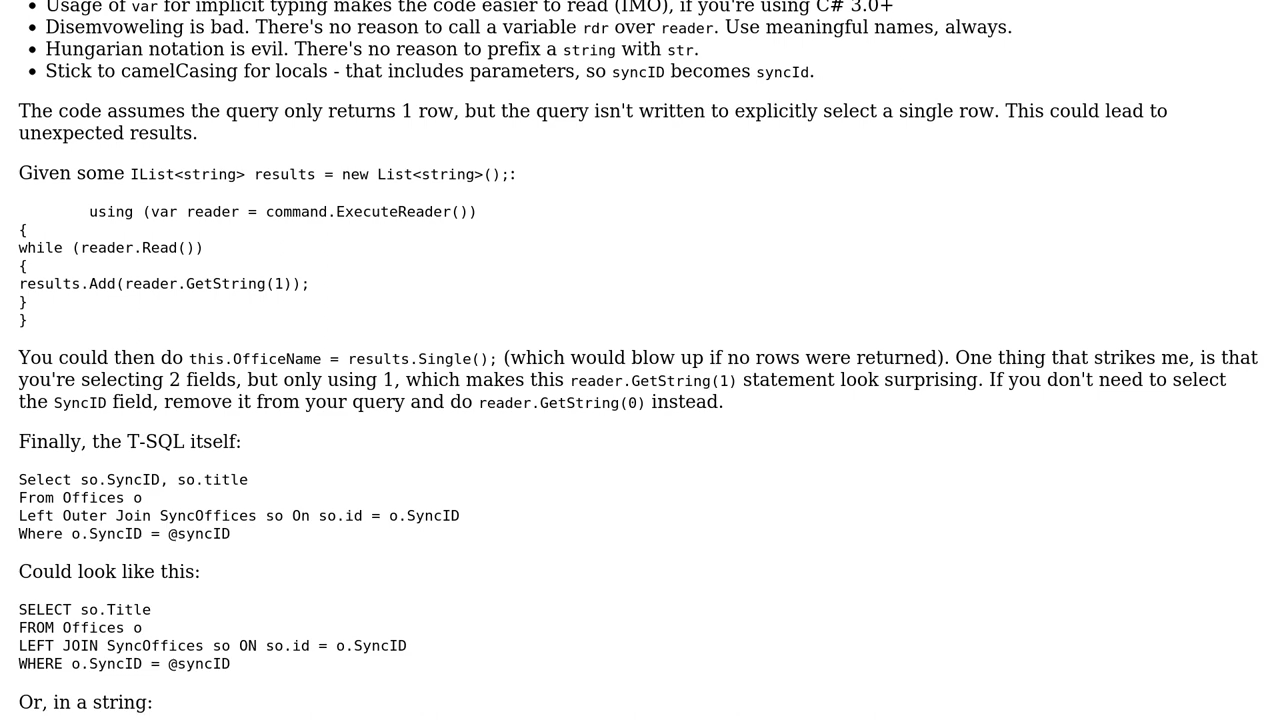 • Usage of var for implicit typing makes the code easier to read (IMO), if you're using C# 3.0+
• Disemvoweling is bad. There's no reason to call a variable rdr over reader. Use meaningful names, always.
• Hungarian notation is evil. There's no reason to prefix a string with str.
• Stick to camelCasing for locals - that includes parameters, so syncID becomes syncId.
The code assumes the query only returns 1 row, but the query isn't written to explicitly select a single row. This could lead to
unexpected results.
Given some IList<string> results = new List<string>();:
using (var reader = command.ExecuteReader())
{
while (reader.Read())
{
results.Add(reader.GetString(1));
}
}
You could then do this.OfficeName = results.Single(); (which would blow up if no rows were returned). One thing that strikes me, is that
you're selecting 2 fields, but only using 1, which makes this reader.GetString(1) statement look surprising. If you don't need to select
the SyncID field, remove it from your query and do reader.GetString(0) instead.
Finally, the T-SQL itself:
Select so.SyncID, so.title
From Offices o
Left Outer Join SyncOffices so On so.id = o.SyncID
Where o.SyncID = @syncID
Could look like this:
SELECT so.Title
FROM Offices o
LEFT JOIN SyncOffices so ON so.id = o.SyncID
WHERE o.SyncID = @syncID
Or, in a string: